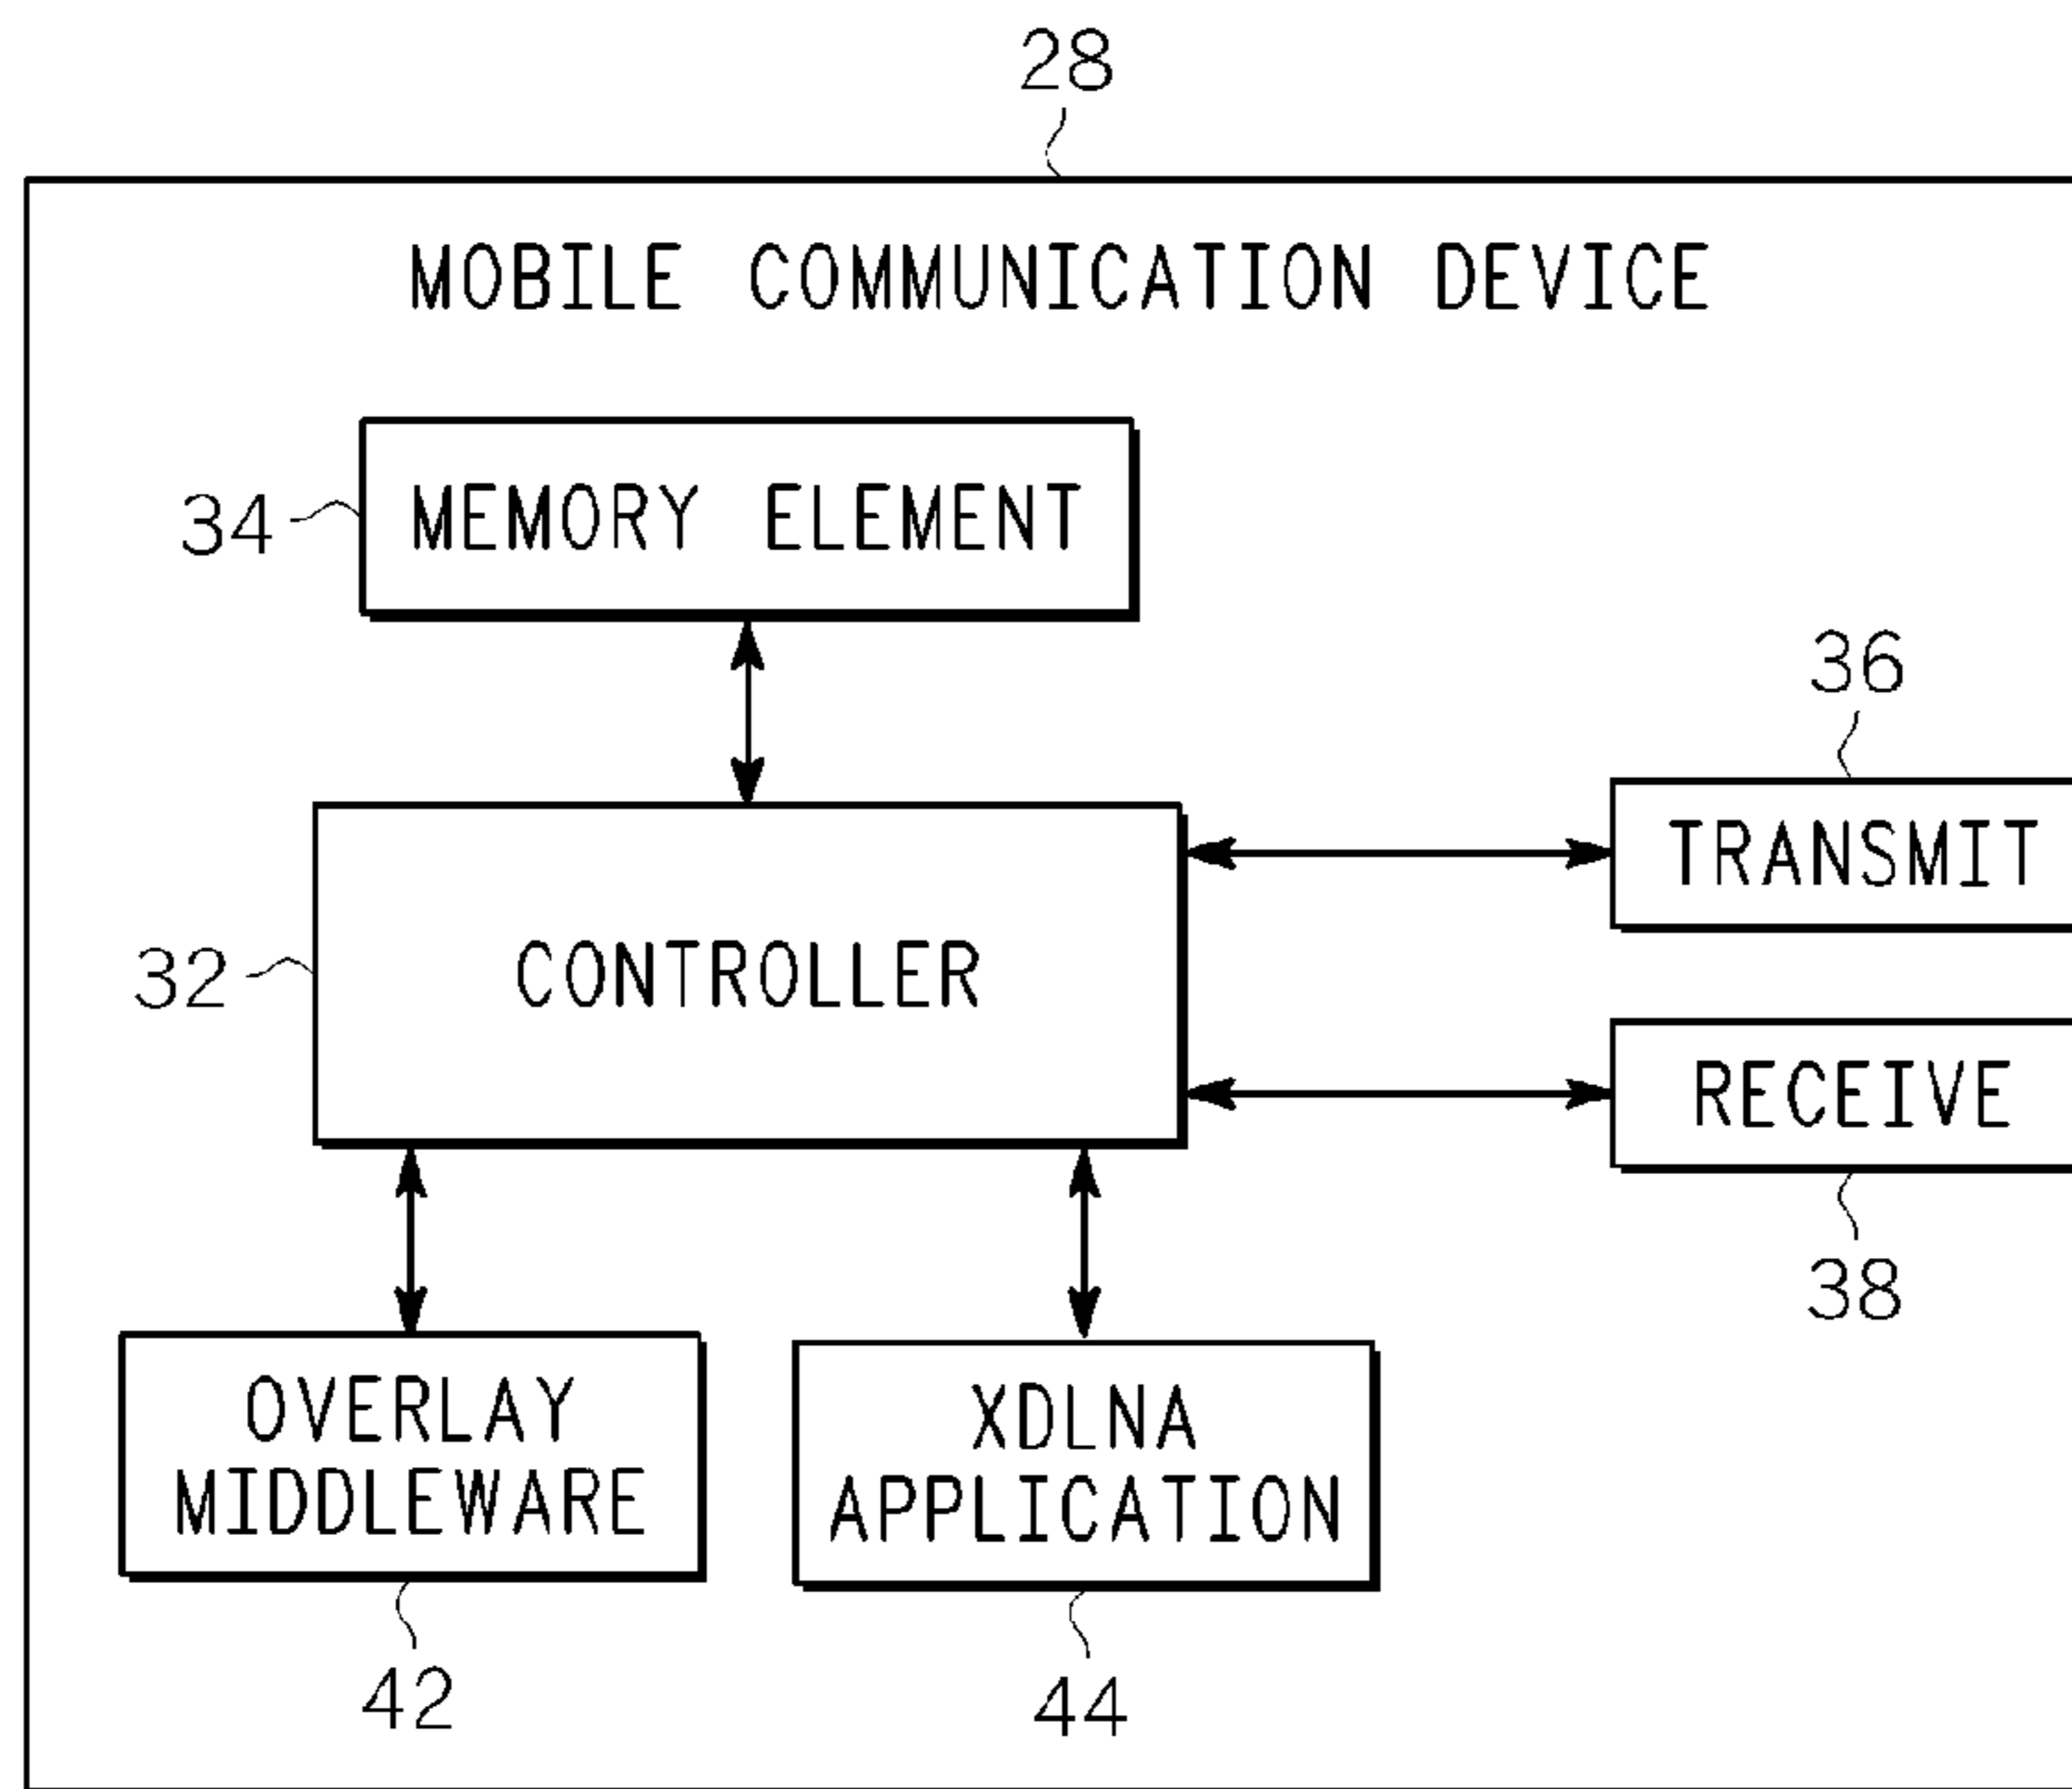 28
MOBILE COMMUNICATION DEVICE
34
MEMORY ELEMENT
36
TRANSMIT
32
CONTROLLER
RECEIVE
38
OVERLAY
MIDDLEWARE
XDLNA
APPLICATION
42
44